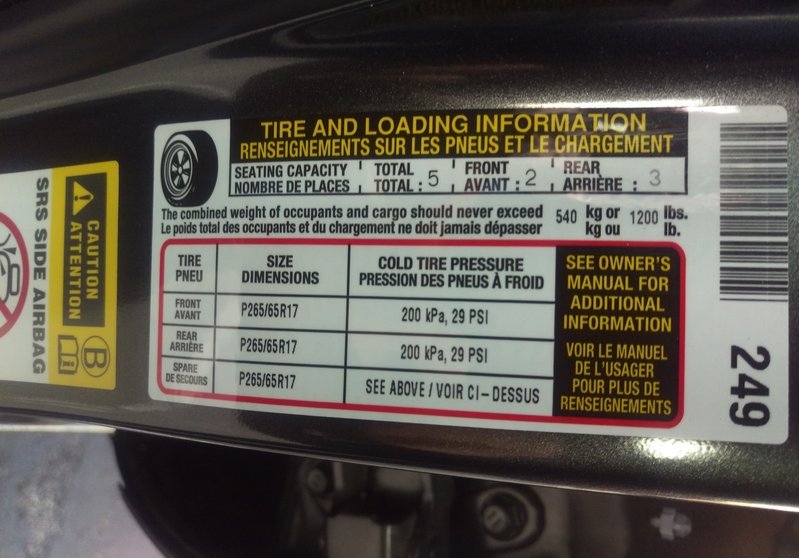 TIRE AND LOADING INFORMATION
RENSEIGNEMENTS SUR LES PNEUS ET LE CHARGEMENT
SEATING CAPACITY TOTAL FRONT REAR
NOMBRE DE PLACES TOTAL : 5 AVANT : 2 ARRIÈRE : 3
The combined weight of occupants and cargo should never exceed 540 kg or 1200 lbs.
Le poids total des occupants et du chargement ne doit jamais dépasser kg ou lb.
TIRE SIZE COLD TIRE PRESSURE
PNEU DIMENSIONS PRESSION DES PNEUS À FROID
FRONT
AVANT P265/65R17 200 kPa, 29 PSI
REAR
ARRIÈRE P265/65R17 200 kPa, 29 PSI
SPARE
DE SECOURS P265/65R17 SEE ABOVE / VOIR CI-DESSUS
SEE OWNER'S
MANUAL FOR
ADDITIONAL
INFORMATION
VOIR LE MANUEL
DE L'USAGER
POUR PLUS DE
RENSEIGNEMENTS
249
CAUTION
ATTENTION
B
SRS SIDE AIRBAG